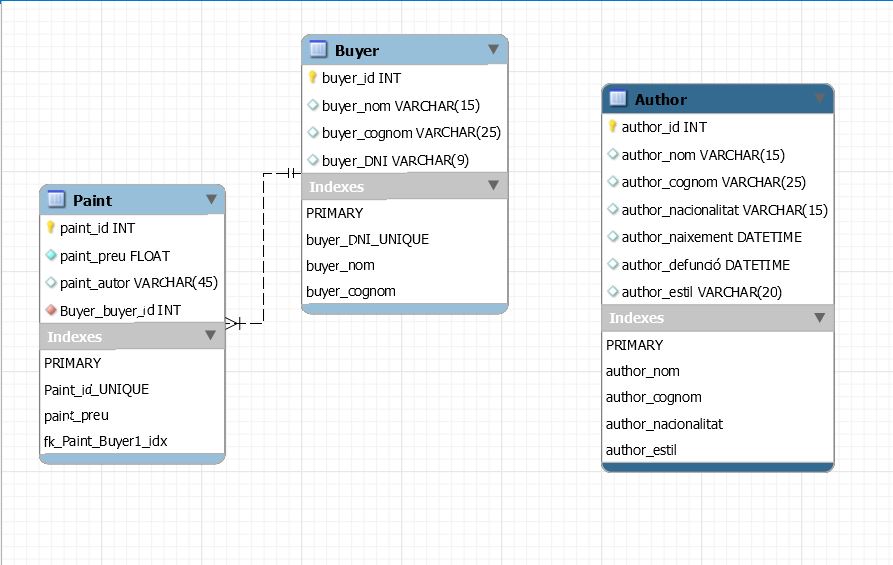 Buyer
buyer_id INT
buyer_nom VARCHAR(15)
buyer_cognom VARCHAR(25)
buyer_DNI VARCHAR(9)
Indexes
PRIMARY
buyer_DNI_UNIQUE
buyer_nom
buyer_cognom
Author
author_id INT
author_nom VARCHAR(15)
author_cognom VARCHAR(25)
author_nacionalitat VARCHAR(15)
author_naixement DATETIME
author_defunció DATETIME
author_estil VARCHAR(20)
Indexes
PRIMARY
author_nom
author_cognom
author_nacionalitat
author_estil
Paint
paint_id INT
paint_preu FLOAT
paint_autor VARCHAR(45)
Buyer_buyer_id INT
Indexes
PRIMARY
Paint_id_UNIQUE
paint_preu
fk_Paint_Buyer1_idx